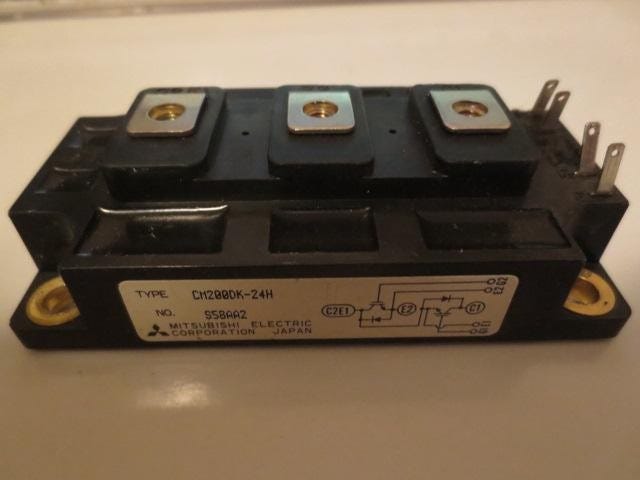 TYPE CM200DK-24H
NO. S58AA2
MITSUBISHI ELECTRIC
CORPORATION JAPAN
C2E1 E2 C1